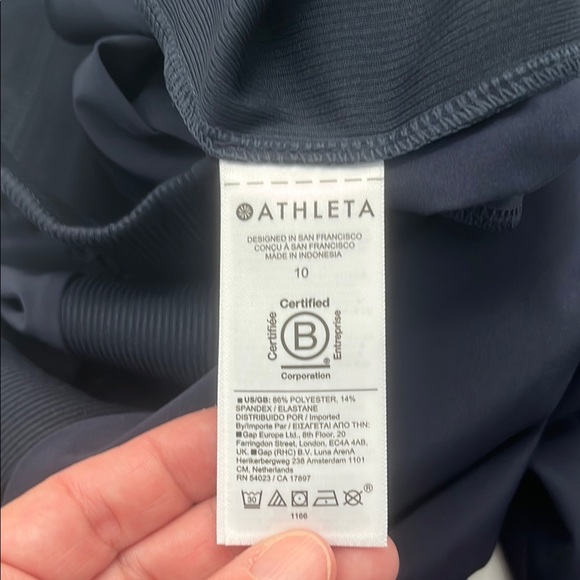 ATHLETA
DESIGNED IN SAN FRANCISCO
CONÇU À SAN FRANCISCO
MADE IN INDONESIA
10
Certified
Certifiée
B
Entreprise
®
Corporation
US/GB: 86% POLYESTER, 14%
SPANDEX / ELASTANE
DISTRIBUIDO POR / Imported
By/Importe Par / ΕΙΣΑΓΕΤΑΙ ΑΠΟ ΤΗΝ:
Gap Europe Ltd., 8th Floor, 20
Farringdon Street, London, EC4A 4AB,
UK. Gap (RHC) B.V. Luna ArenA
Herikerbergweg 238 Amsterdam 1101
CM, Netherlands
RN 54023 / CA 17897
30 ®
1166